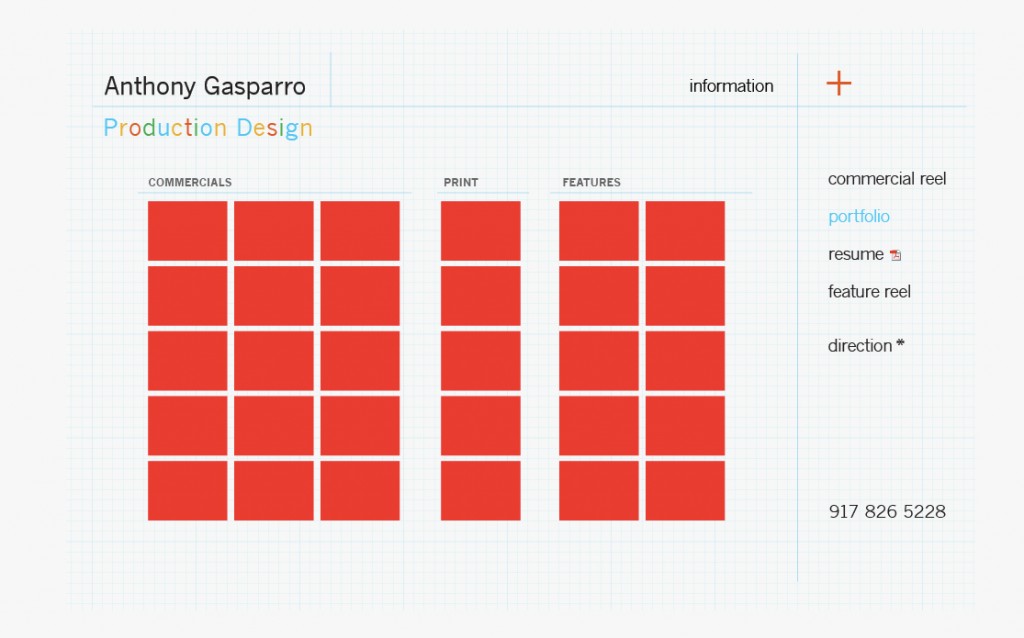 Anthony Gasparro
information +
Production Design
COMMERCIALS PRINT FEATURES
commercial reel
portfolio
resume
feature reel
direction *
917 826 5228